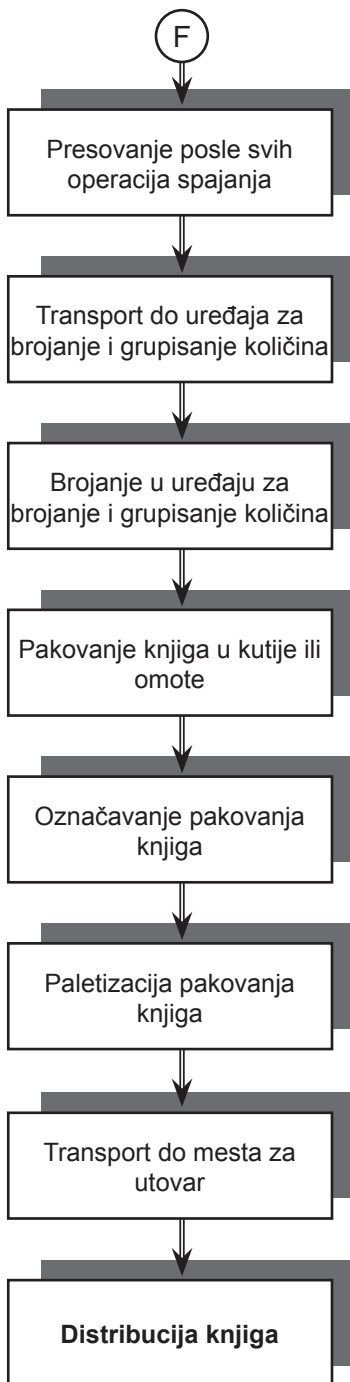 F
Presovanje posle svih
operacija spajanja
Transport do uređaja za
brojanje i grupisanje količina
Brojanje u uređaju za
brojanje i grupisanje količina
Pakovanje knjiga u kutije ili
omote
Označavanje pakovanja
knjiga
Paletizacija pakovanja
knjiga
Transport do mesta za
utovar
Distribucija knjiga